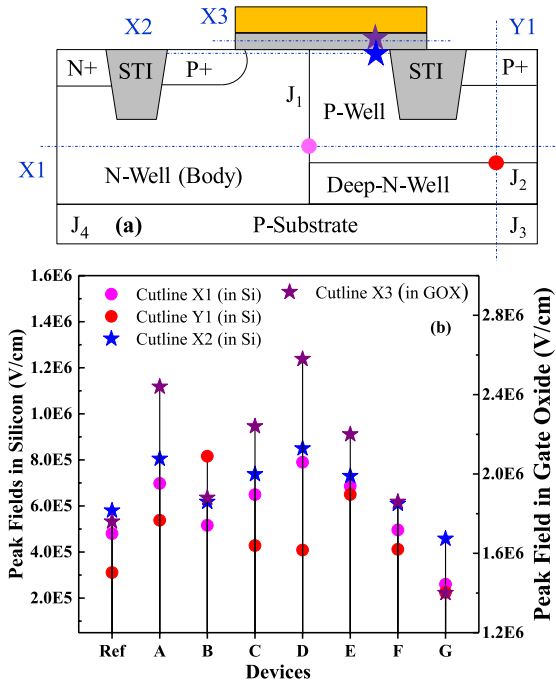 X3
X2
Y1
N+
STI
P+
STI
P+
J1
P-Well
X1
N-Well (Body)
J2
Deep-N-Well
J4
(a)
P-Substrate
J3
1.6E6
Cutline X1 (in Si)
Cutline X3 (in GOX)
Cutline Y1 (in Si)
(b)
Cutline X2 (in Si)
1.4E6
1.2E6
1.0E6
8.0E5
6.0E5
4.0E5
2.0E5
Peak Fields in Silicon (V/cm)
2.8E6
2.4E6
2.0E6
1.6E6
1.2E6
Peak Field in Gate Oxide (V/cm)
Ref A B C D E F G
Devices